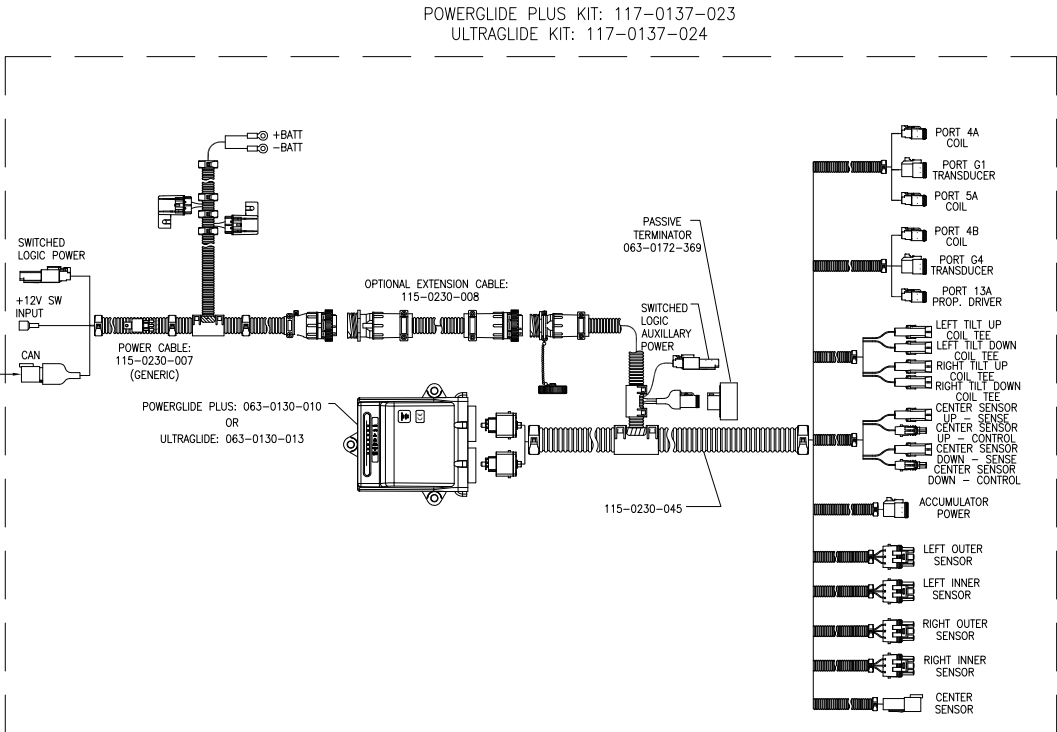 POWERGLIDE PLUS KIT: 117-0137-023
ULTRAGLIDE KIT: 117-0137-024
+BATT
-BATT
SWITCHED
LOGIC POWER
+12V SW
INPUT
CAN
POWER CABLE:
115-0230-007
(GENERIC)
OPTIONAL EXTENSION CABLE:
115-0230-008
PASSIVE
TERMINATOR
063-0172-369
SWITCHED
LOGIC
AUXILLARY
POWER
POWERGLIDE PLUS: 063-0130-010
OR
ULTRAGLIDE: 063-0130-013
115-0230-045
PORT 4A
COIL
PORT G1
TRANSDUCER
PORT 5A
COIL
PORT 4B
COIL
PORT G4
TRANSDUCER
PORT 13A
PROP. DRIVER
LEFT TILT UP
COIL TEE
LEFT TILT DOWN
COIL TEE
RIGHT TILT UP
COIL TEE
RIGHT TILT DOWN
COIL TEE
CENTER SENSOR
UP - SENSE
CENTER SENSOR
UP - CONTROL
CENTER SENSOR
DOWN - SENSE
CENTER SENSOR
DOWN - CONTROL
ACCUMULATOR
POWER
LEFT OUTER
SENSOR
LEFT INNER
SENSOR
RIGHT OUTER
SENSOR
RIGHT INNER
SENSOR
CENTER
SENSOR